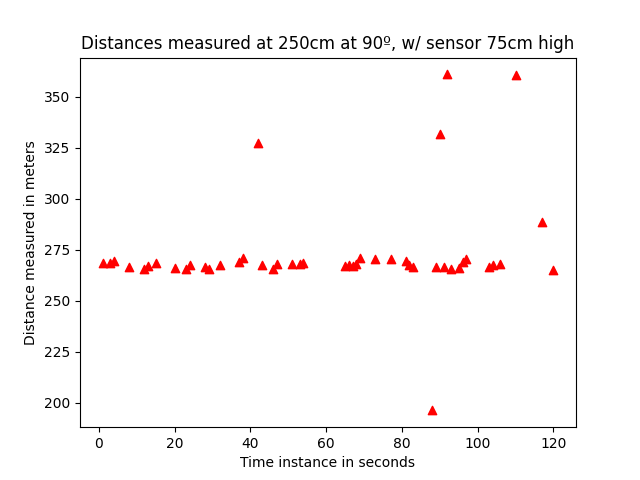 Distances measured at 250cm at 90º, w/ sensor 75cm high
350
325
300
275
250
225
200
Distance measured in meters
0 20 40 60 80 100 120
Time instance in seconds